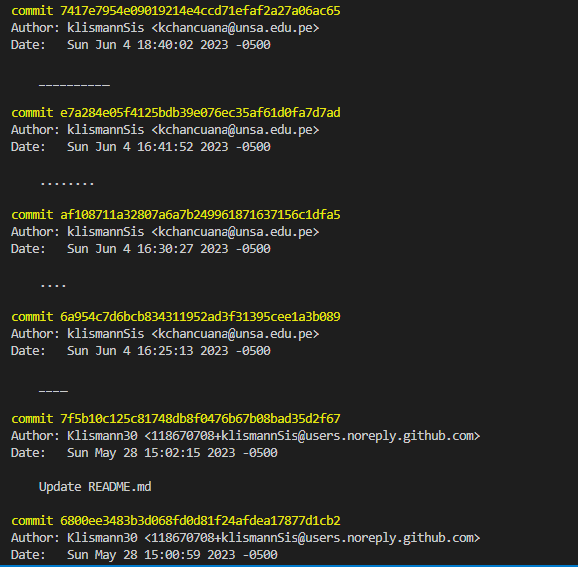 commit 7417e7954e09019214e4ccd71efaf2a27a06ac65
Author: klismannSis <kchancuana@unsa.edu.pe>
Date:   Sun Jun 4 18:40:02 2023 -0500
__________
commit e7a284e05f4125bdb39e076ec35af61d0fa7d7ad
Author: klismannSis <kchancuana@unsa.edu.pe>
Date:   Sun Jun 4 16:41:52 2023 -0500
........
commit af108711a32807a6a7b249961871637156c1dfa5
Author: klismannSis <kchancuana@unsa.edu.pe>
Date:   Sun Jun 4 16:30:27 2023 -0500
....
commit 6a954c7d6bcb834311952ad3f31395cee1a3b089
Author: klismannSis <kchancuana@unsa.edu.pe>
Date:   Sun Jun 4 16:25:13 2023 -0500
____
commit 7f5b10c125c81748db8f0476b67b08bad35d2f67
Author: Klismann30 <118670708+klismannSis@users.noreply.github.com>
Date:   Sun May 28 15:02:15 2023 -0500
Update README.md
commit 6800ee3483b3d068fd0d81f24afdea17877d1cb2
Author: Klismann30 <118670708+klismannSis@users.noreply.github.com>
Date:   Sun May 28 15:00:59 2023 -0500